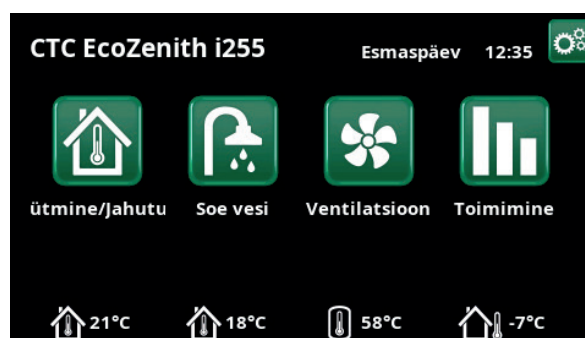 CTC EcoZenith i255 Esmaspäev 12:35
ütmine/Jahutu Soe vesi Ventilatsioon Toimimine
21°C 18°C 58°C -7°C